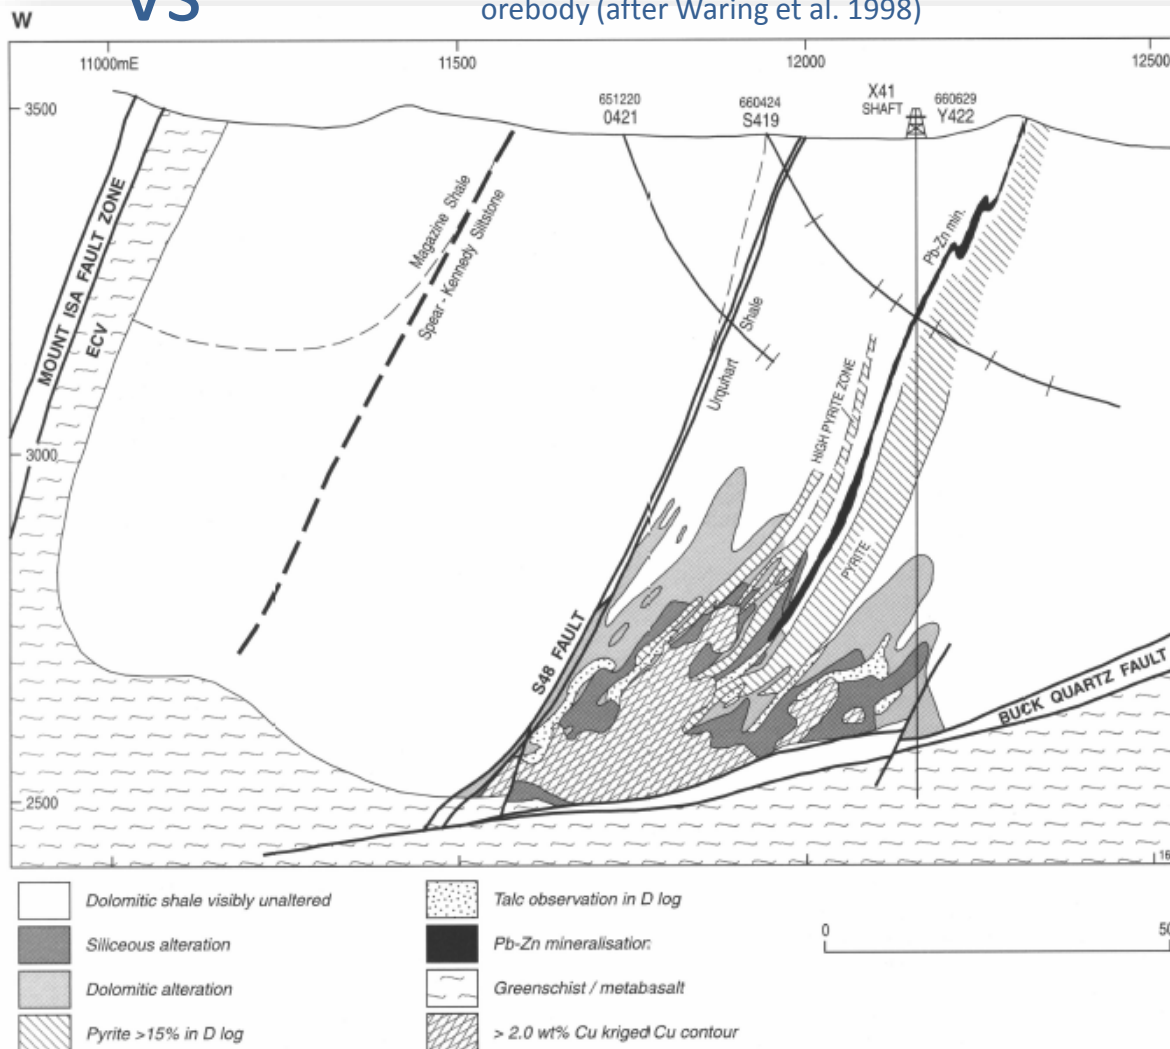 VS
orebody (after Waring et al. 1998)
W
11000mE
11500
12000
12500
3500
3000
2500
651220
0421
660424
S419
X41
SHAFT
660629
Y422
MOUNT ISA FAULT ZONE
ECV
Magazine Shale
Spear - Kennedy Siltstone
Urquhart Shale
HIGH PYRITE ZONE
Pb-Zn min.
PYRITE
S48 FAULT
BUCK QUARTZ FAULT
16
Dolomitic shale visibly unaltered
Siliceous alteration
Dolomitic alteration
Pyrite >15% in D log
Talc observation in D log
Pb-Zn mineralisation
Greenschist / metabasalt
> 2.0 wt% Cu kriged Cu contour
0
50